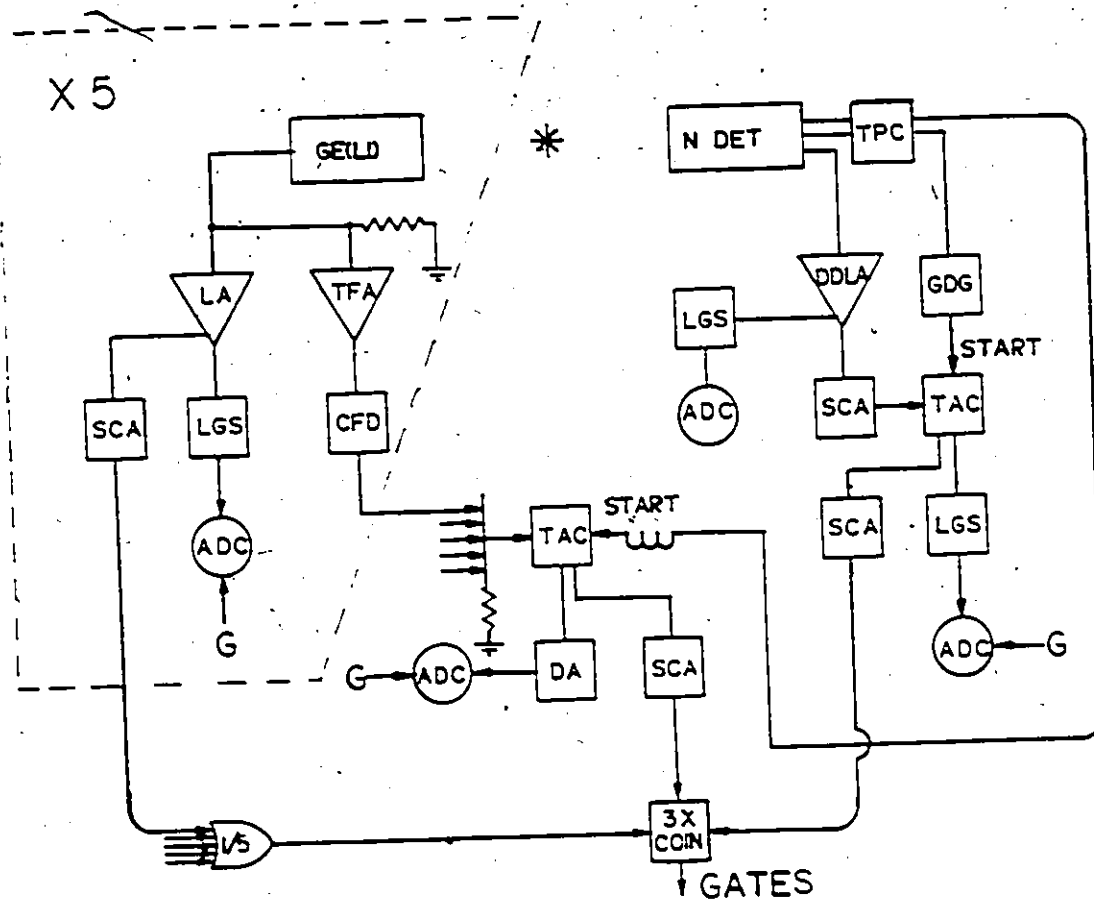 X 5
GE(LI)
N DET
TPC
LA
TFA
DDLA
GDG
LGS
START
SCA
LGS
CFD
ADC
SCA
TAC
START
ADC
TAC
SCA
LGS
G
G
ADC
DA
SCA
ADC
G
1/5
3X
COIN
GATES